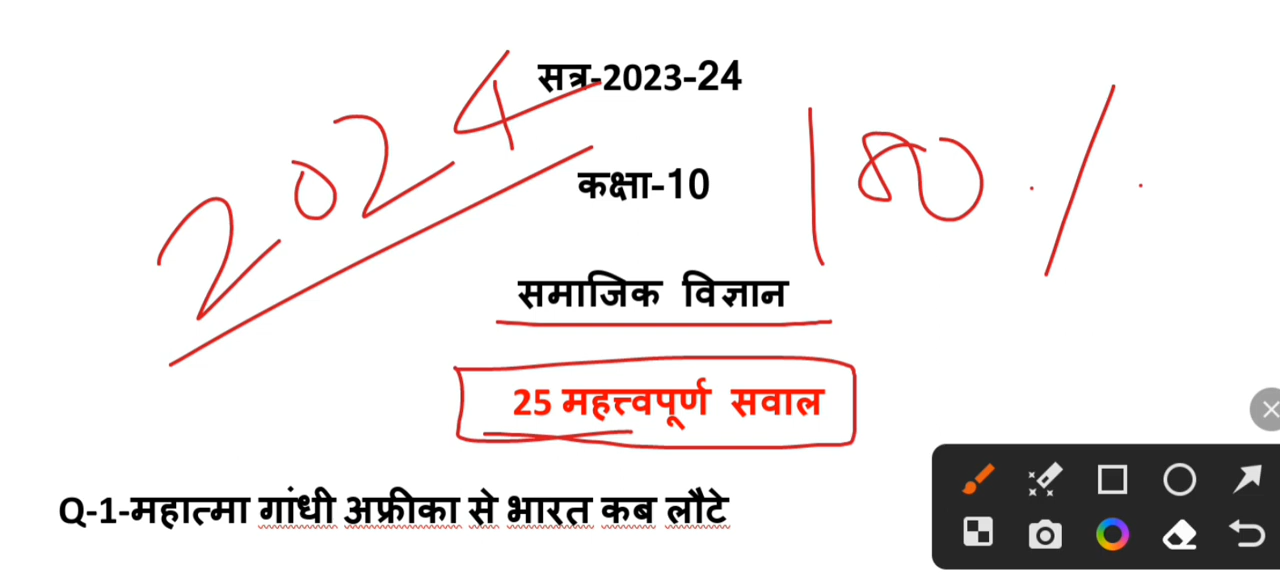 सत्र-2023-24
2024
कक्षा-10
180 %
समाजिक विज्ञान
25 महत्त्वपूर्ण सवाल
Q-1-महात्मा गांधी अफ्रीका से भारत कब लौटे